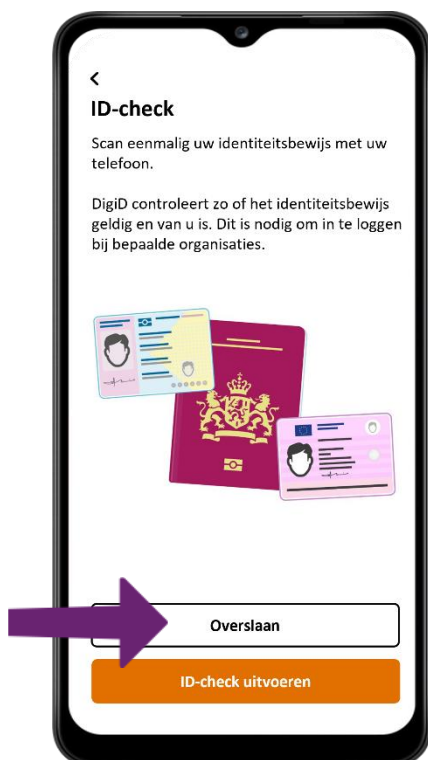 ID-check
Scan eenmalig uw identiteitsbewijs met uw
telefoon.
DigiD controleert zo of het identiteitsbewijs
geldig en van u is. Dit is nodig om in te loggen
bij bepaalde organisaties.
Overslaan
ID-check uitvoeren